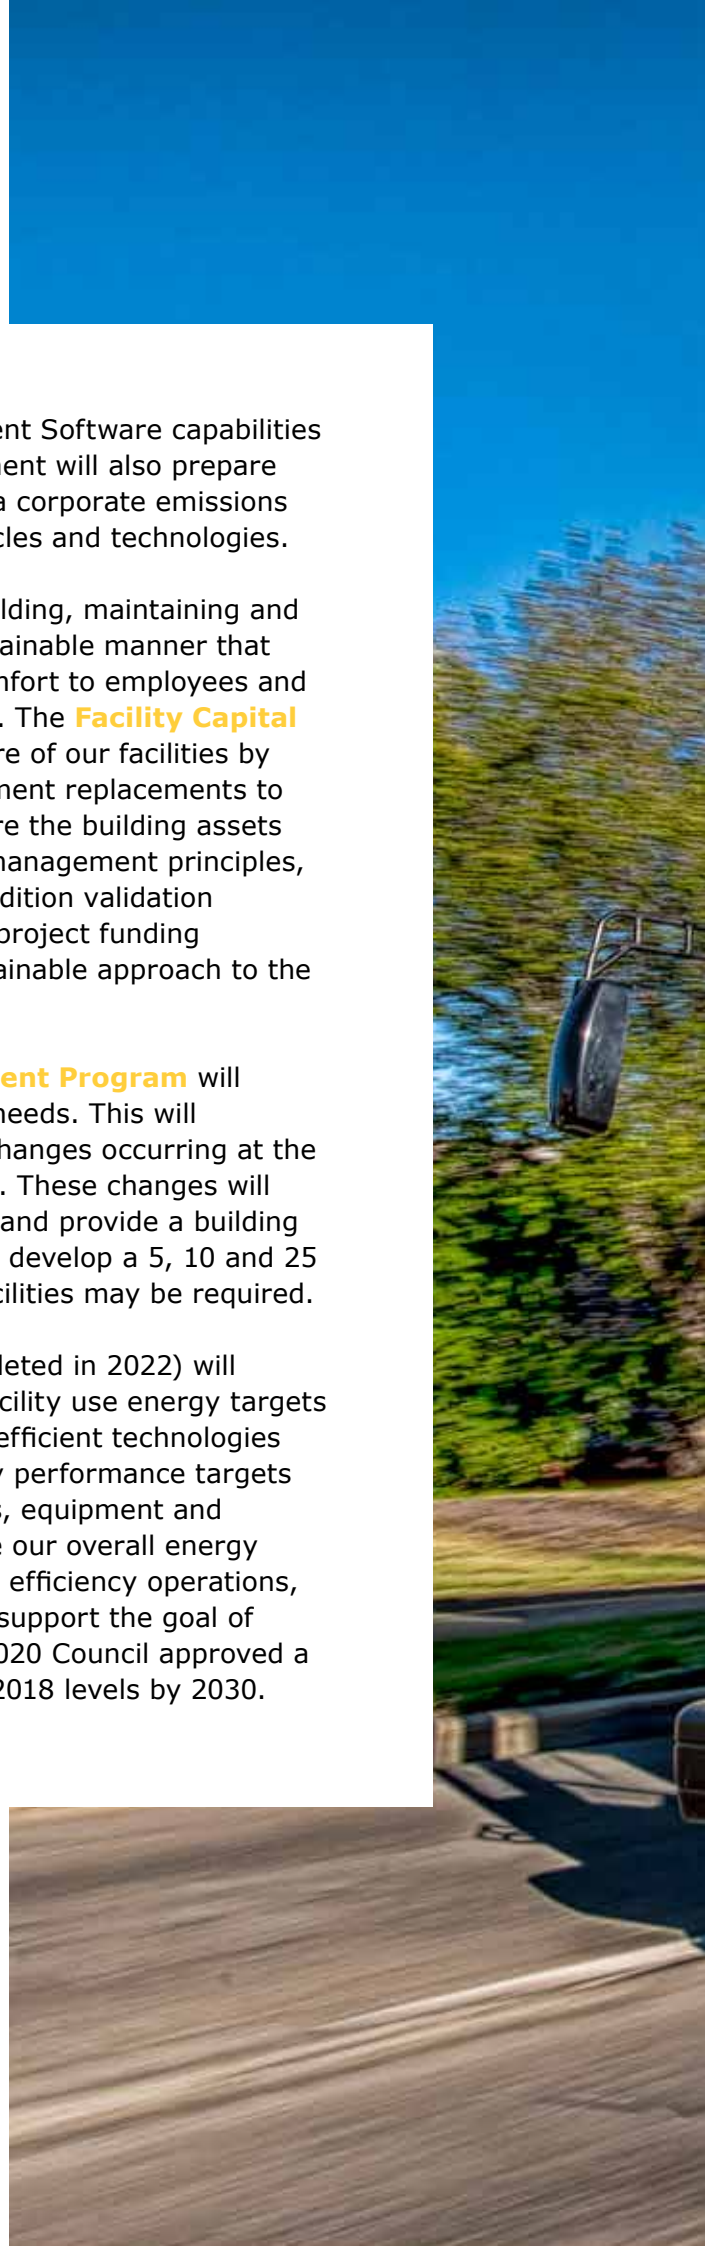 ent Software capabilities
ent will also prepare
a corporate emissions
cles and technologies.
lding, maintaining and
ainable manner that
nfort to employees and
. The Facility Capital
re of our facilities by
ment replacements to
re the building assets
management principles,
dition validation
project funding
ainable approach to the
ent Program will
needs. This will
hanges occurring at the
. These changes will
and provide a building
develop a 5, 10 and 25
cilities may be required.
leted in 2022) will
cility use energy targets
efficient technologies
y performance targets
s, equipment and
e our overall energy
efficiency operations,
support the goal of
020 Council approved a
2018 levels by 2030.